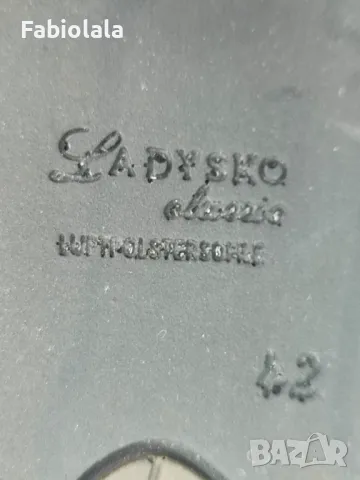 Fabiolala
LADYSKO
classic
LUFTPOLSTERSOHLE
42
BAZAR